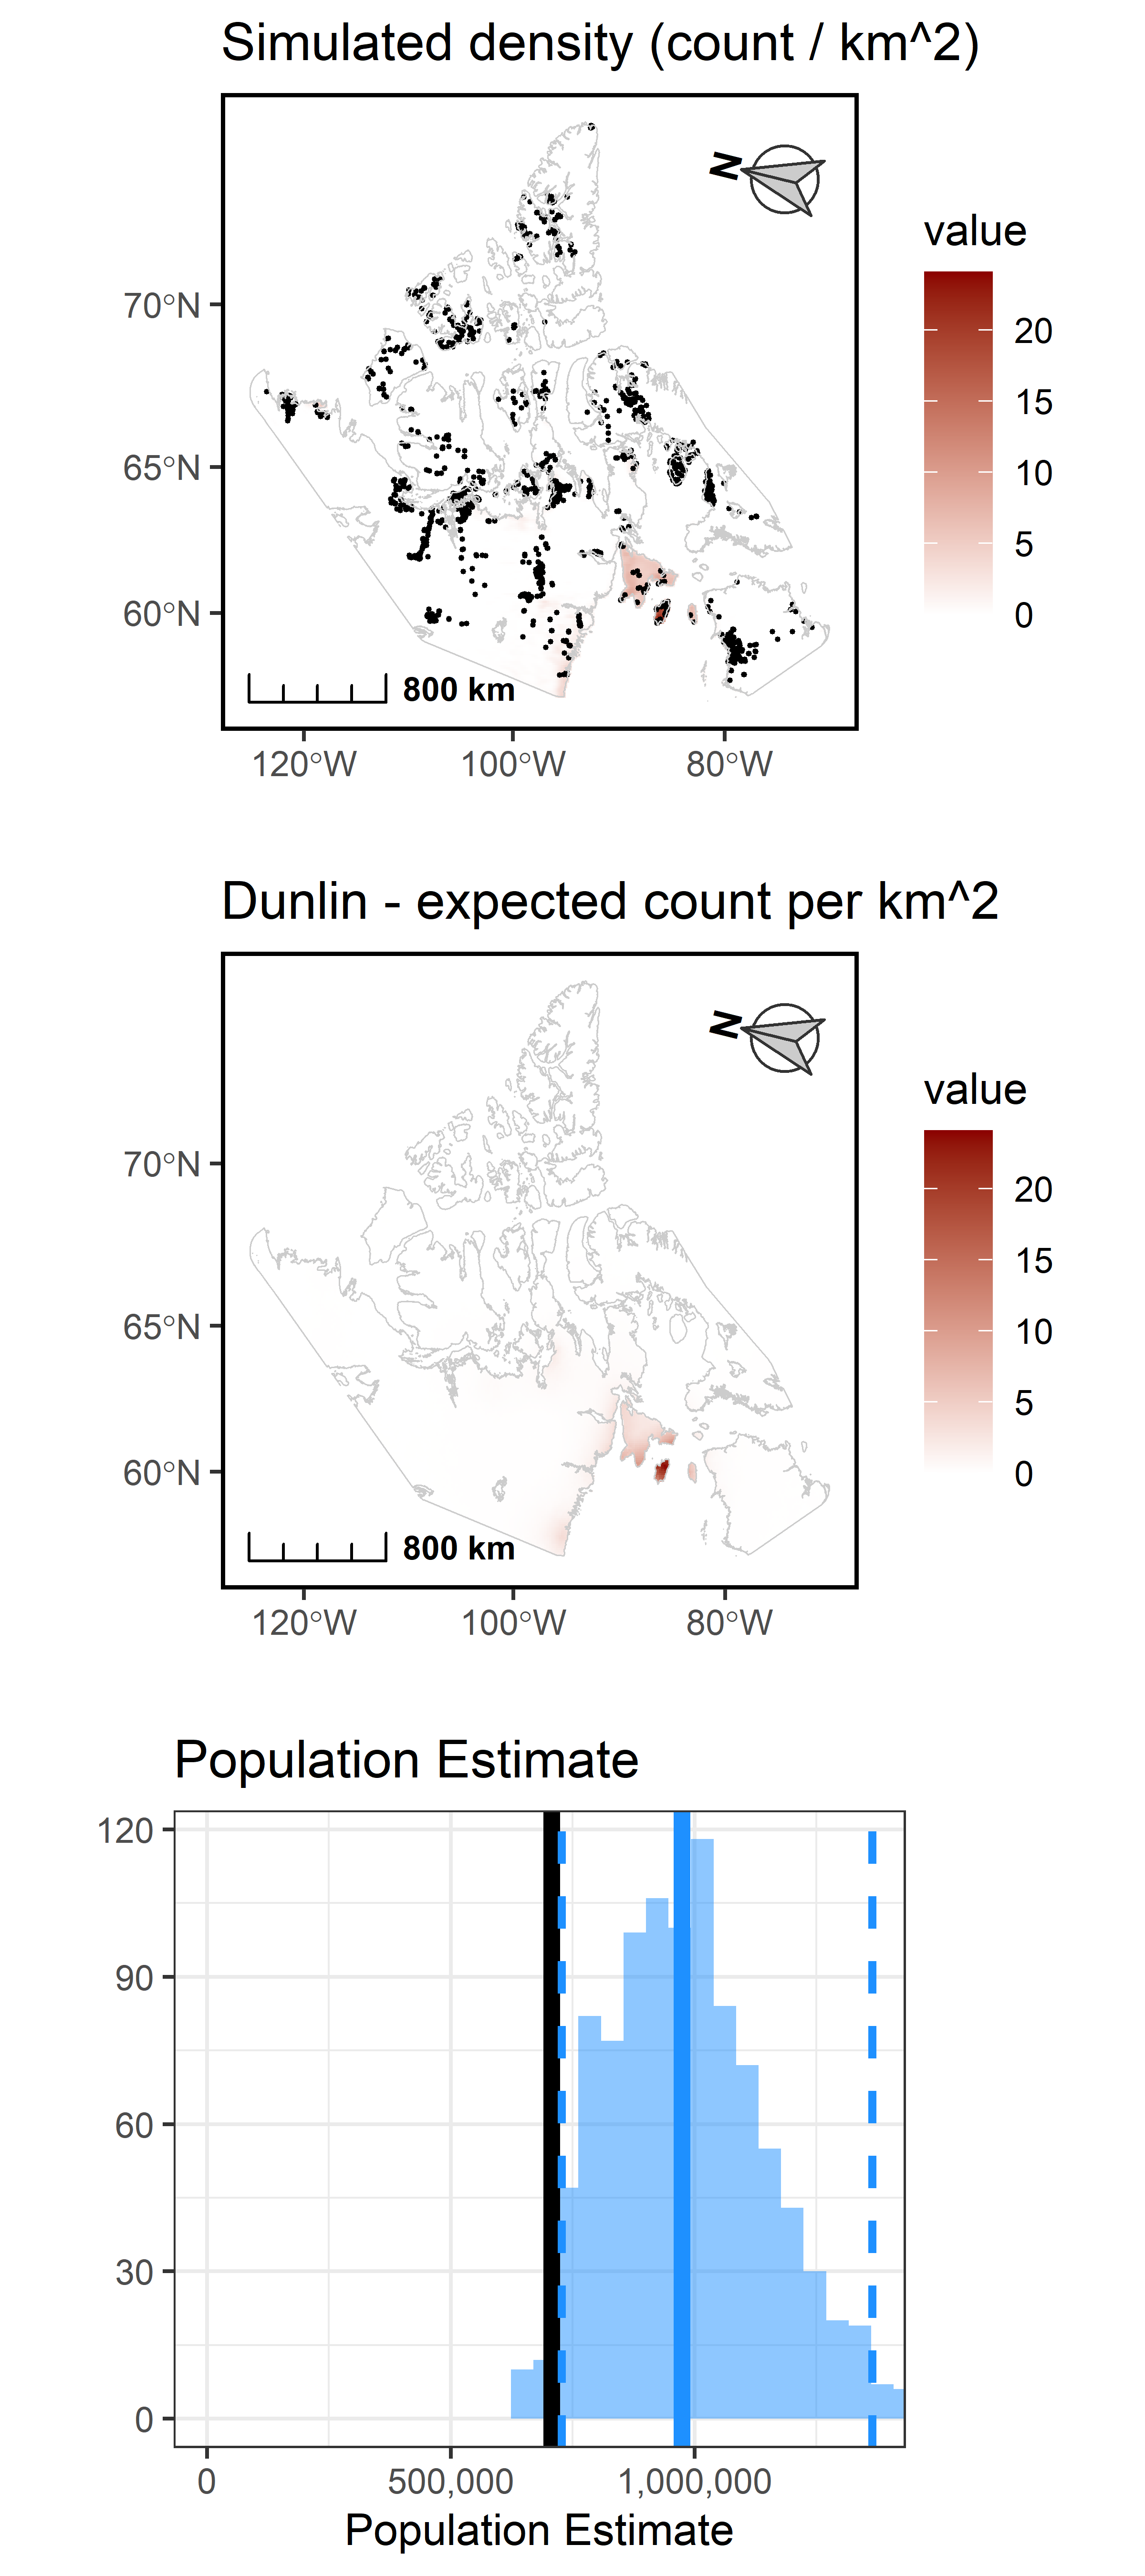 Simulated density (count / km^2)
N
value
70°N
20
15
65°N
10
5
60°N
0
800 km
120°W 100°W 80°W
Dunlin - expected count per km^2
N
value
70°N
20
15
65°N
10
5
60°N
0
800 km
120°W 100°W 80°W
Population Estimate
120
90
60
30
0
0 500,000 1,000,000
Population Estimate